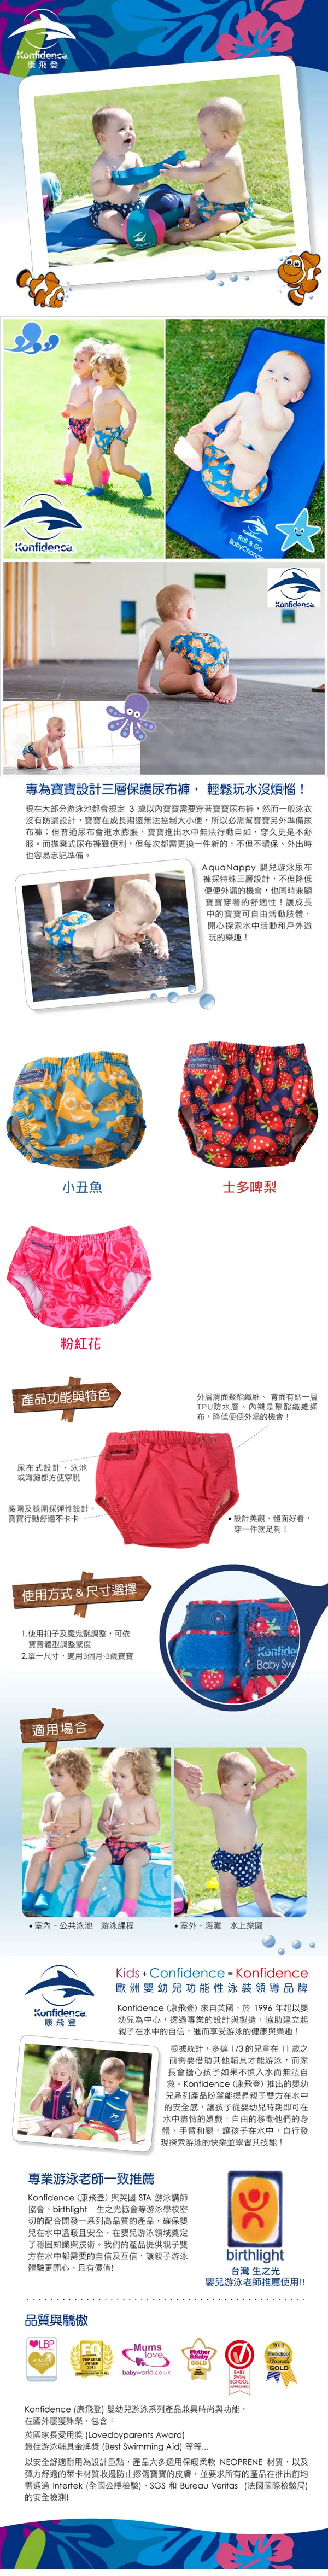 Konfidence
康飛登
Konfidence
Roll & Go
Konfidence
專為寶寶設計三層保護尿布褲， 輕鬆玩水沒煩惱！
現在大部分游泳池都會規定 3 歲以內寶寶需要穿著寶寶尿褲，然而一般泳衣
沒有防漏設計，寶寶在成長期還無法控制大小便，所以必需幫寶寶另外準備尿
布褲；但普通尿布會進水膨脹，寶寶進出水中無法行動自如，穿久更是不舒
服。而拋棄式尿布褲雖便利，但每次都需更換一件新的，不但不環保、外出時
也容易忘記準備。
AquaNappy 嬰兒游泳尿布
褲採特殊三層設計，不但降低
便便外漏的機會，也同時兼顧
寶寶穿著的舒適性！讓成長
中的寶寶可自由活動肢體，
開心探索水中活動和戶外遊
玩的樂趣！
小丑魚
士多啤梨
粉紅花
產品功能與特色
外層滑面聚酯纖維、背面有貼一層
TPU防水層、內襯是聚酯纖維網
布，降低便便外漏的機會！
尿布式設計，泳池
或海灘都方便穿脫
腰圍及腿圍採彈性設計，
寶寶行動舒適不卡卡
• 設計美觀、體面好看，
穿一件就足夠！
使用方式 & 尺寸選擇
1.使用扣子及魔鬼氈調整，可依
寶寶體型調整緊度
2.單一尺寸，適用3個月-3歲寶寶
Konfide
Baby Sw
適用場合
• 室內 - 公共泳池 游泳課程
• 室外 - 海灘 水上樂園
Konfidence
康飛登
Kids + Confidence = Konfidence
歐洲嬰幼兒功能性泳裝領導品牌
Konfidence (康飛登) 來自英國，於 1996 年起以嬰
幼兒為中心，透過專業的設計與製造，協助建立起
親子在水中的自信，進而享受游泳的健康與樂趣！
根據統計，多達 1/3 的兒童在 11 歲之
前需要借助其他輔具才能游泳，而家
長會擔心孩子如果不慎入水而無法自
救。Konfidence (康飛登) 推出的嬰幼
兒系列產品盼望能提昇親子雙方在水中
的安全感，讓孩子從嬰幼兒時期即可在
水中盡情的嬉戲，自由的移動他們的身
體、手臂和腿，讓孩子在水中，自行發
現探索游泳的快樂並學習其技能！
專業游泳老師一致推薦
Konfidence (康飛登) 與英國 STA 游泳講師
協會、birthlight 生之光協會等游泳學校密
切的配合開發一系列高品質的產品，確保嬰
兒在水中溫暖且安全，在嬰兒游泳領域奠定
了穩固知識與技術。我們的產品提供親子雙
方在水中都需要的自信及互信，讓親子游泳
體驗更開心、且有價值!
birthlight
台灣 生之光
嬰兒游泳老師推薦使用!!
品質與驕傲
LBP
FQ
Mums
love
babyworld.co.uk
Mother
&Baby
GOLD
BABY
SWIM
SCHOOL
APPROVED
2012
Pre-School
Awards
GOLD
Konfidence (康飛登) 嬰幼兒游泳系列產品兼具時尚與功能，
在國外屢獲殊榮，包含：
英國家長愛用獎 (Lovedbyparents Award)
最佳游泳輔具金牌獎 (Best Swimming Aid) 等等...
以安全舒適耐用為設計重點，產品大多選用保暖柔軟 NEOPRENE 材質，以及
彈力舒適的萊卡材質收邊防止擦傷寶寶的皮膚，並要求所有的產品在推出前均
需通過 Intertek (全國公證檢驗)、SGS 和 Bureau Veritas (法國國際檢驗局)
的安全檢測!